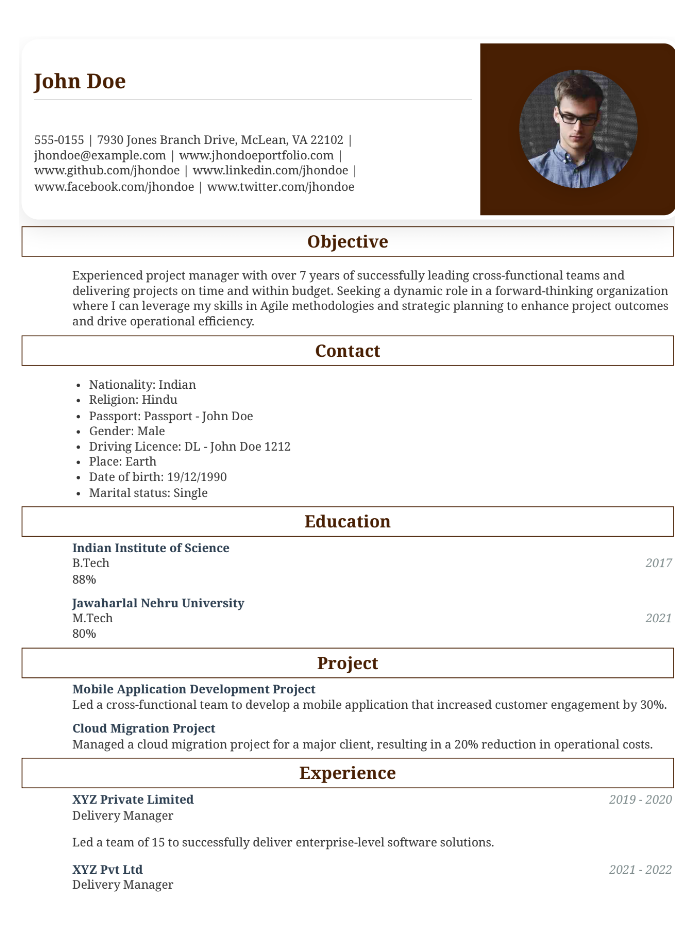 John Doe
555-0155 | 7930 Jones Branch Drive, McLean, VA 22102 |
jhondoe@example.com | www.jhondoeportfolio.com |
www.github.com/jhondoe | www.linkedin.com/jhondoe |
www.facebook.com/jhondoe | www.twitter.com/jhondoe
Objective
Experienced project manager with over 7 years of successfully leading cross-functional teams and
delivering projects on time and within budget. Seeking a dynamic role in a forward-thinking organization
where I can leverage my skills in Agile methodologies and strategic planning to enhance project outcomes
and drive operational efficiency.
Contact
• Nationality: Indian
• Religion: Hindu
• Passport: Passport - John Doe
• Gender: Male
• Driving Licence: DL - John Doe 1212
• Place: Earth
• Date of birth: 19/12/1990
• Marital status: Single
Education
Indian Institute of Science
B.Tech 2017
88%
Jawaharlal Nehru University
M.Tech 2021
80%
Project
Mobile Application Development Project
Led a cross-functional team to develop a mobile application that increased customer engagement by 30%.
Cloud Migration Project
Managed a cloud migration project for a major client, resulting in a 20% reduction in operational costs.
Experience
XYZ Private Limited 2019 - 2020
Delivery Manager
Led a team of 15 to successfully deliver enterprise-level software solutions.
XYZ Pvt Ltd 2021 - 2022
Delivery Manager